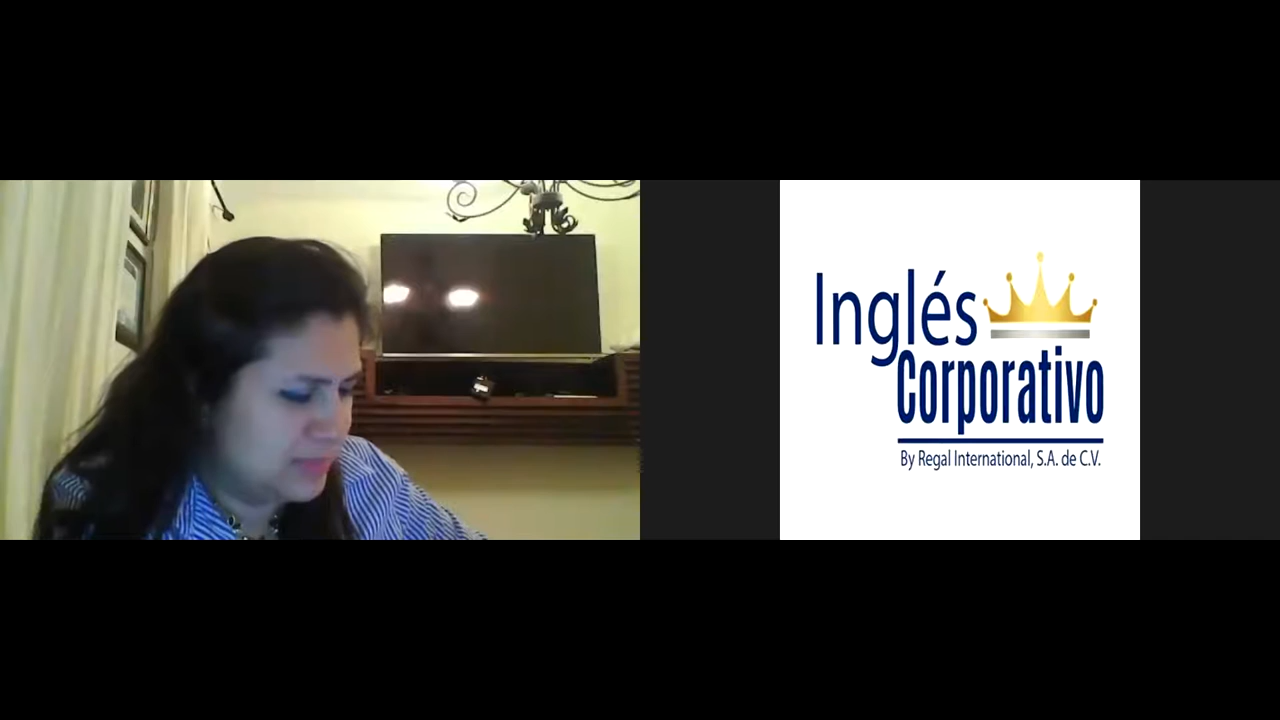 Inglés
Corporativo
By Regal International, S.A. de C.V.